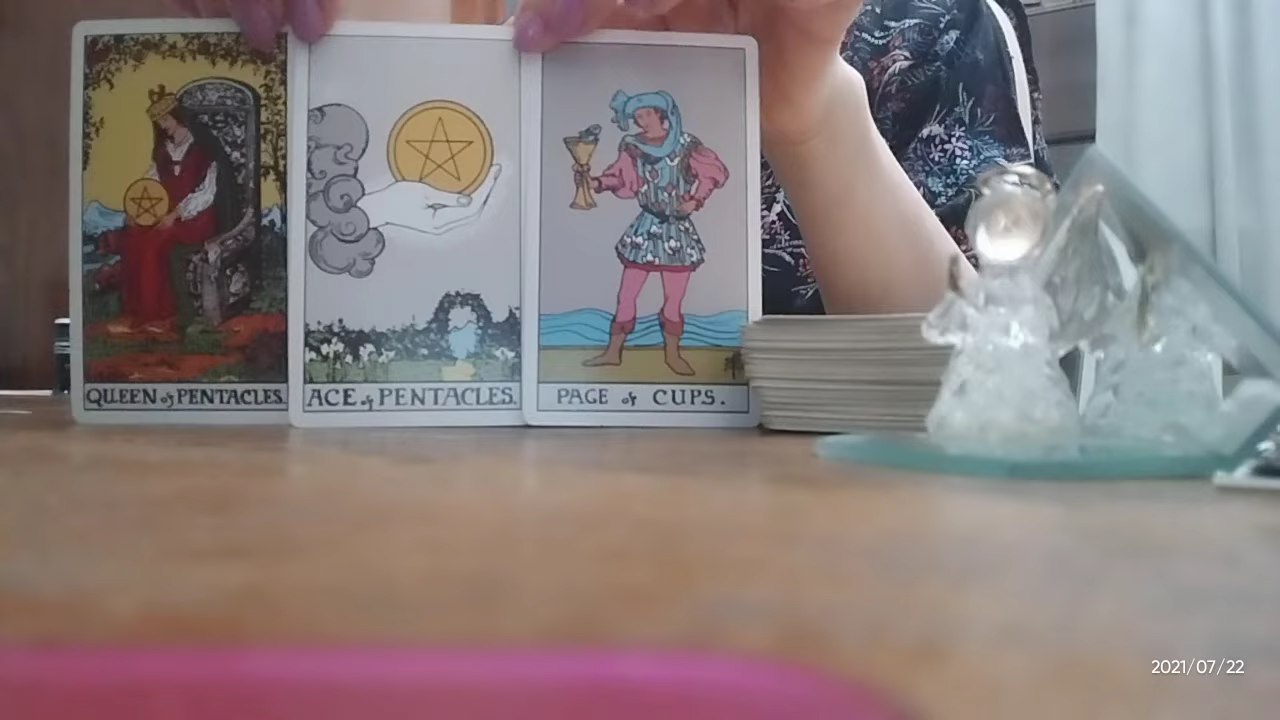 QUEEN of PENTACLES.
ACE of PENTACLES.
PAGE of CUPS.
2021/07/22